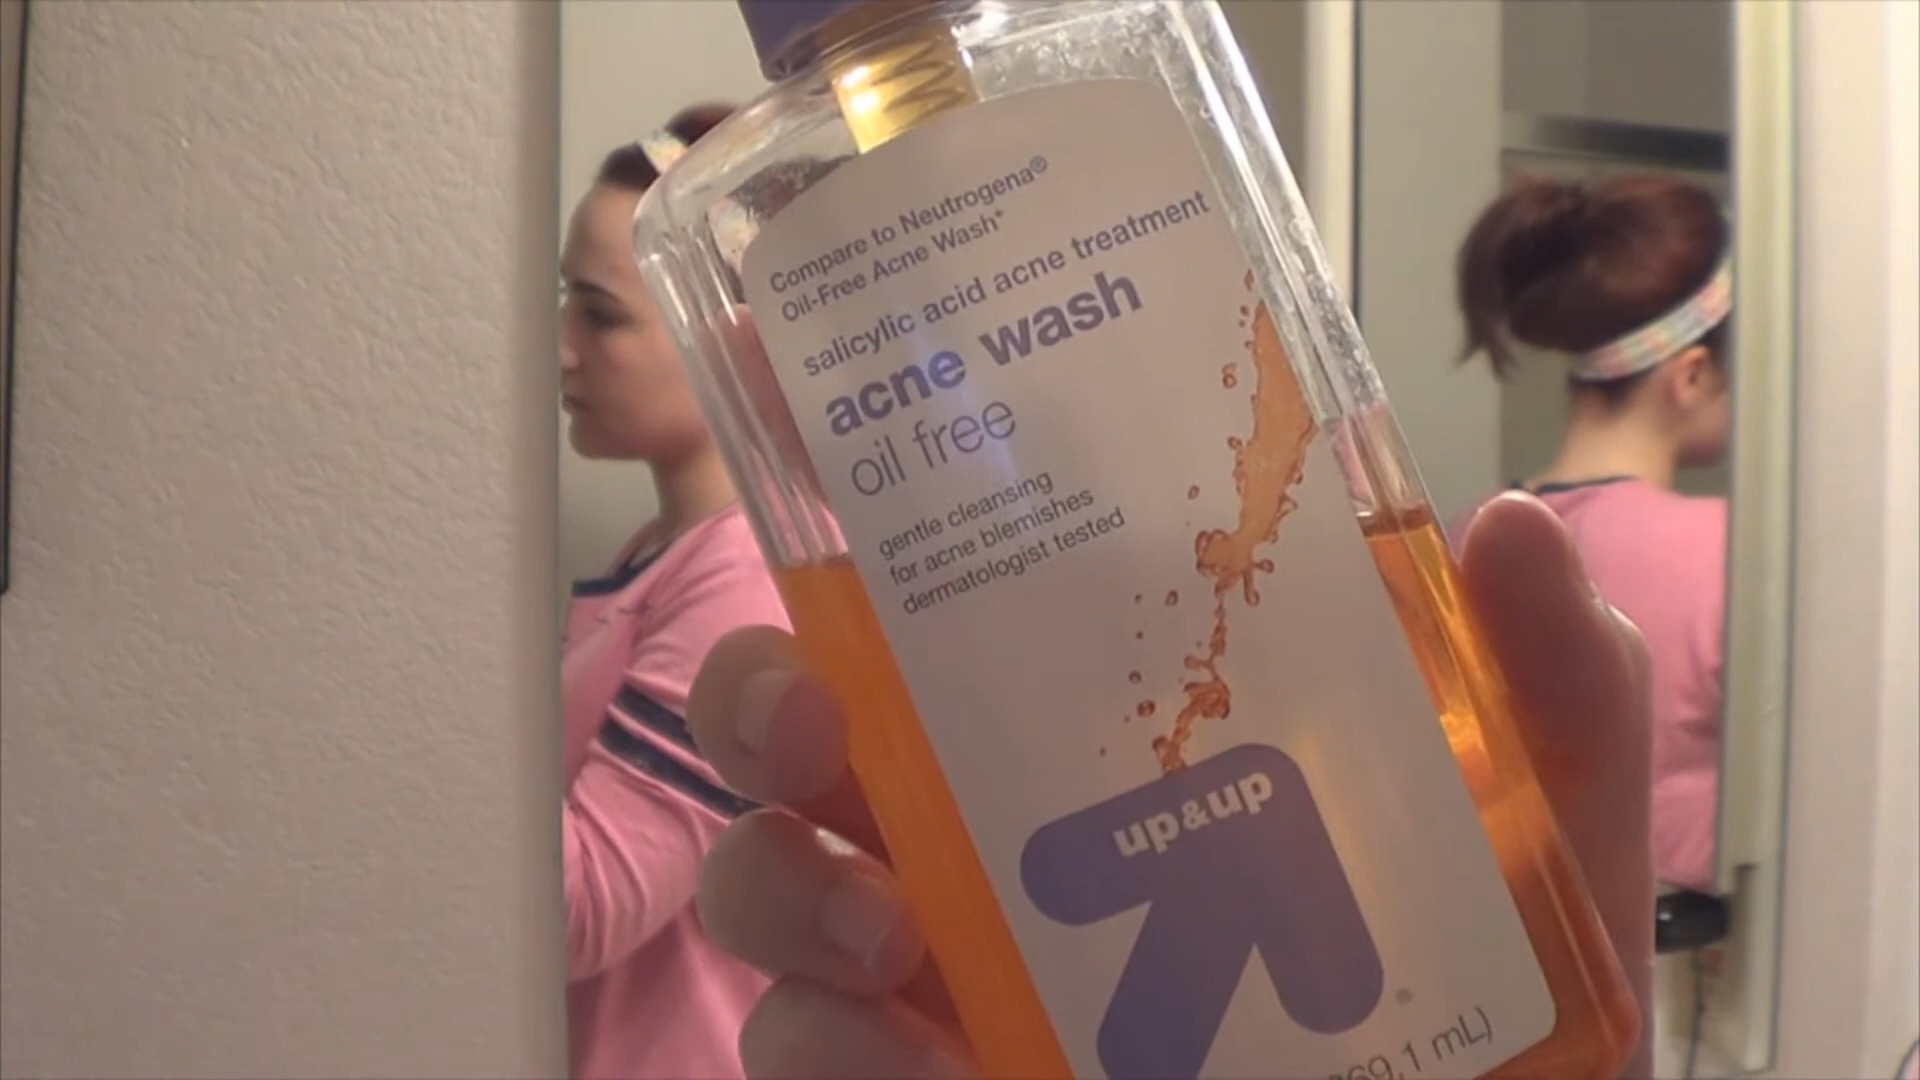 Compare to Neutrogena®
Oil-Free Acne Wash*
salicylic acid acne treatment
acne wash
oil free
gentle cleansing
for acne blemishes
dermatologist tested
up&up
®
69.1 mL)